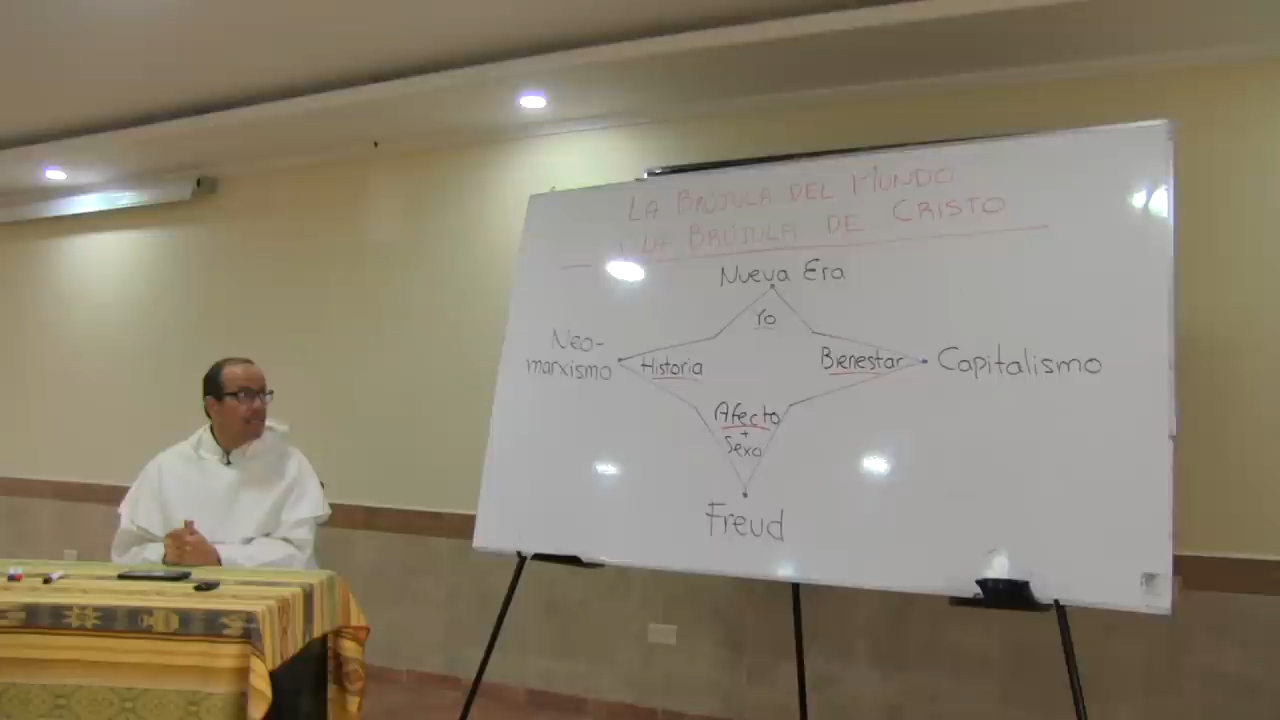 LA BRÚJULA DEL MUNDO
Y LA BRÚJULA DE CRISTO
Nueva Era
Yo
Neo-
marxismo
Historia
Bienestar
Capitalismo
Afecto
+
Sexo
Freud